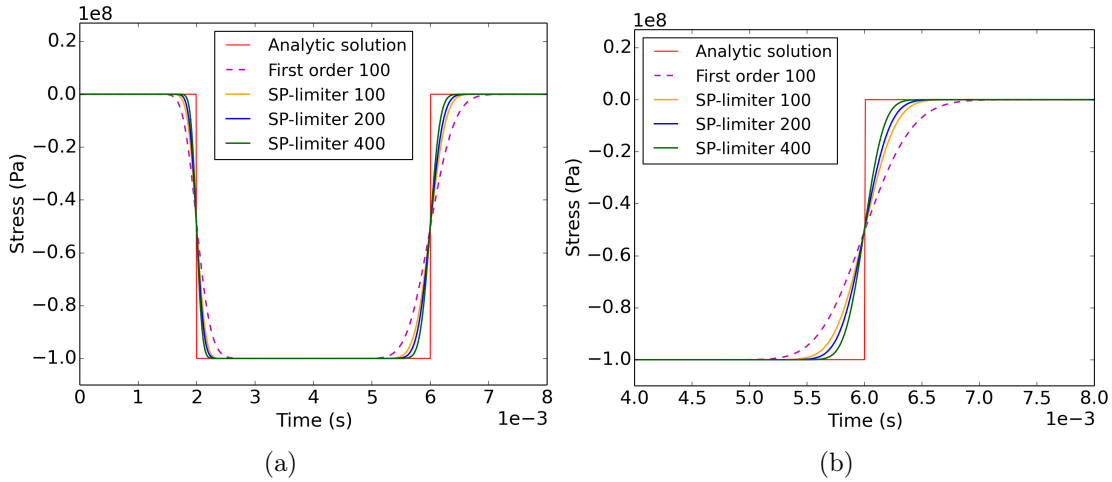 1e8
0.2
0.0
−0.2
−0.4
−0.6
−0.8
−1.0
Stress (Pa)
Analytic solution
First order 100
SP-limiter 100
SP-limiter 200
SP-limiter 400
0 1 2 3 4 5 6 7 8
Time (s)
1e−3
(a)
1e8
0.2
0.0
−0.2
−0.4
−0.6
−0.8
−1.0
Stress (Pa)
Analytic solution
First order 100
SP-limiter 100
SP-limiter 200
SP-limiter 400
4.0 4.5 5.0 5.5 6.0 6.5 7.0 7.5 8.0
Time (s)
1e−3
(b)